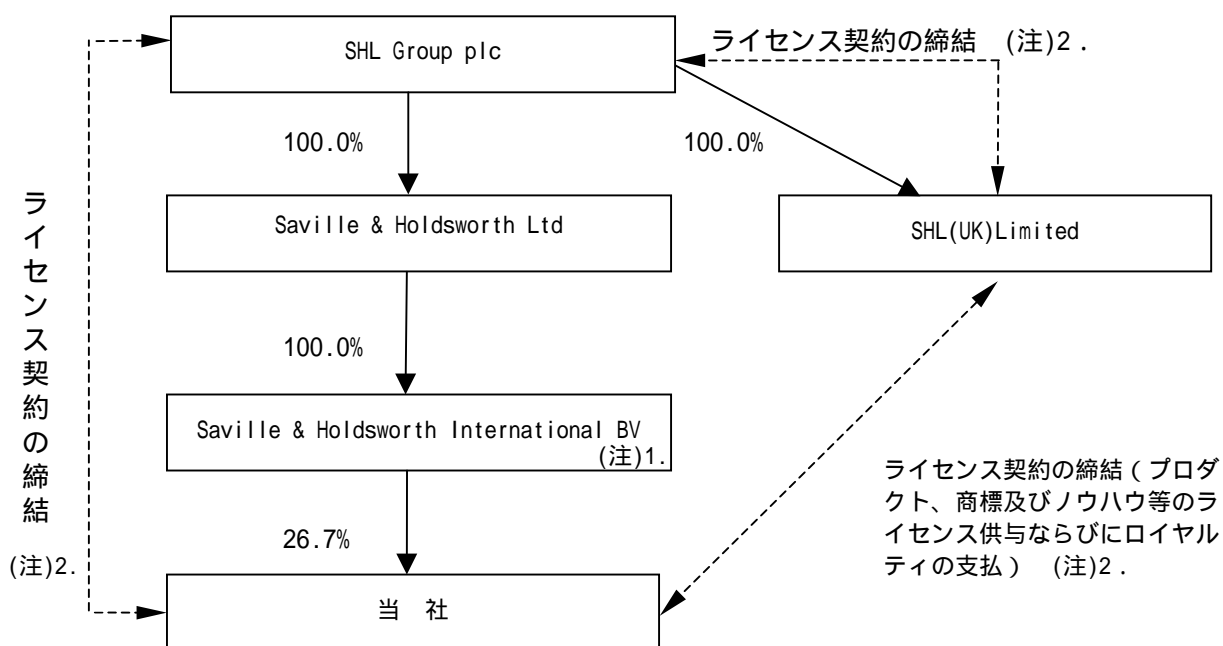 SHL Group plc
ライセンス契約の締結 (注)2.
100.0%
100.0%
Saville & Holdsworth Ltd
SHL(UK)Limited
ライセンス契約の締結
(注)2.
100.0%
Saville & Holdsworth International BV
(注)1.
26.7%
ライセンス契約の締結(プロダ
クト、商標及びノウハウ等のラ
イセンス供与ならびにロイヤル
ティの支払) (注)2.
当 社